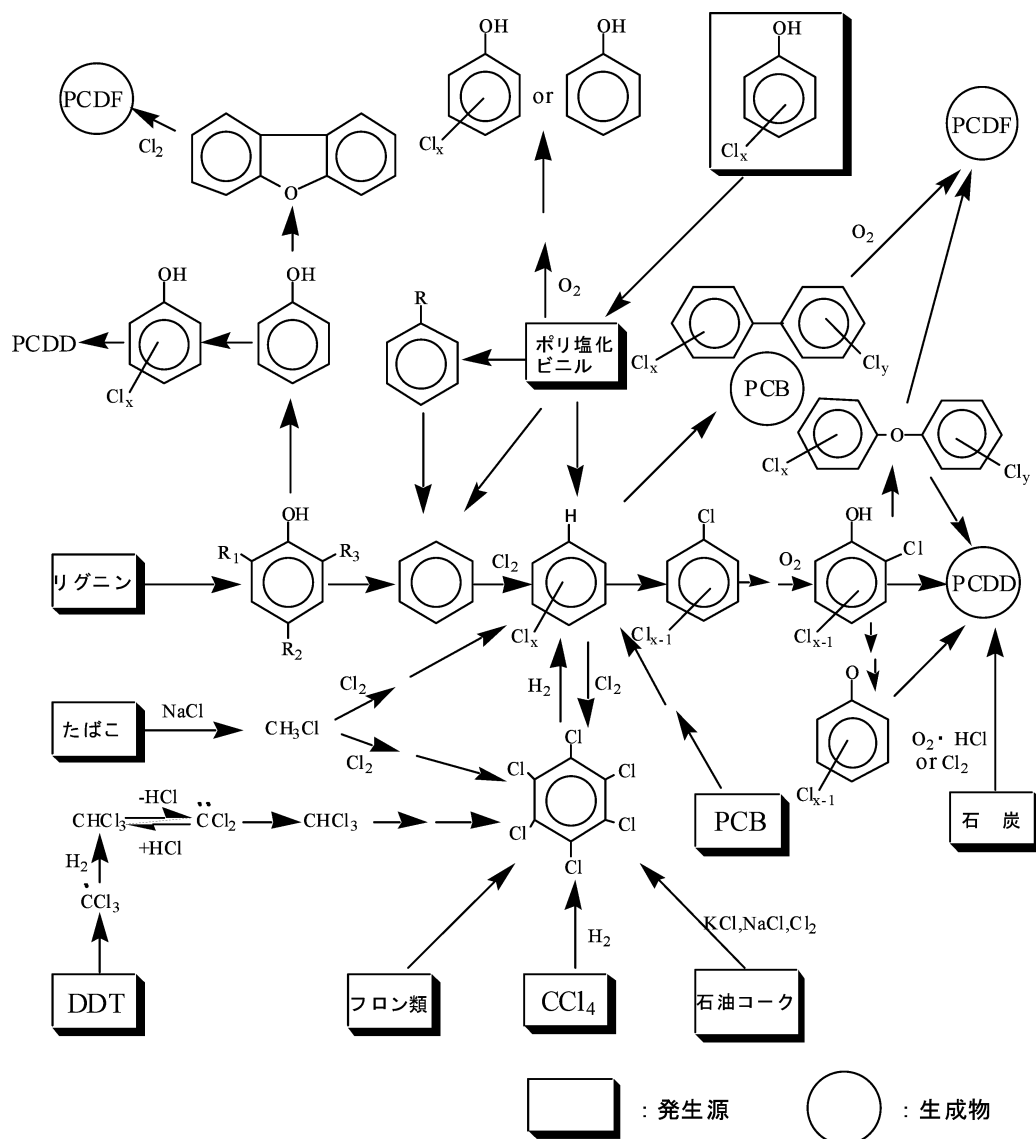 OH
OH
OH
PCDF
Cl2
Clx
or
Clx
PCDF
O
O2
OH
OH
R
O2
PCDD
Clx
ポリ塩化
ビニル
Clx
Cly
PCB
O
Clx
Cly
OH
R1
R3
R2
H
Cl
OH
Cl
リグニン
Cl2
O2
PCDD
Clx
Clx-1
Clx-1
Cl2
H2
Cl2
O
たばこ
NaCl
CH3Cl
Cl2
Cl
Cl
Cl
Cl
Cl
Cl
O2・HCl
or Cl2
Clx-1
-HCl
CHCl3
C̈Cl2
CHCl3
+HCl
PCB
石 炭
H2
ĊCl3
H2
KCl,NaCl,Cl2
DDT
フロン類
CCl4
石油コーク
:発生源
:生成物